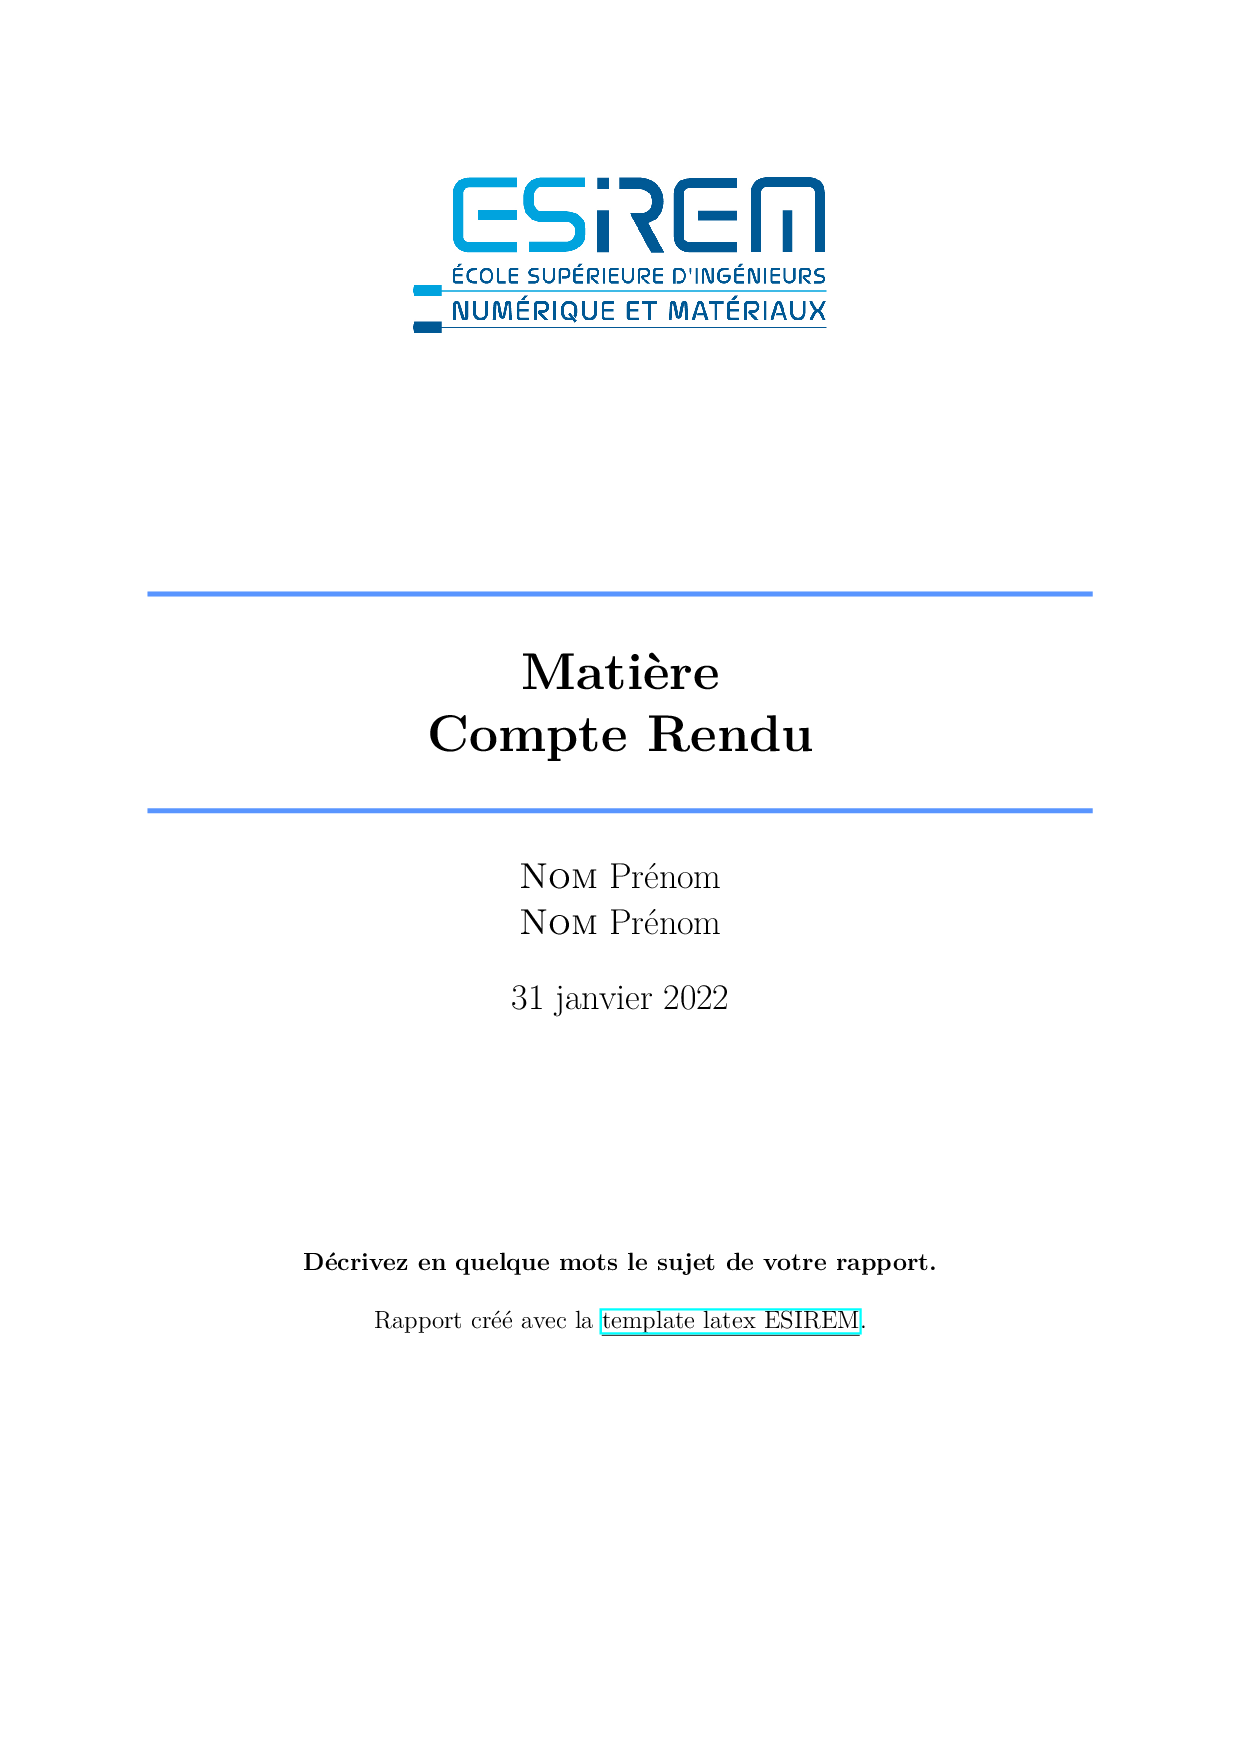 ESIREM
ÉCOLE SUPÉRIEURE D'INGÉNIEURS
NUMÉRIQUE ET MATÉRIAUX
Matière
Compte Rendu
Nom Prénom
Nom Prénom
31 janvier 2022
Décrivez en quelque mots le sujet de votre rapport.
Rapport créé avec la template latex ESIREM.